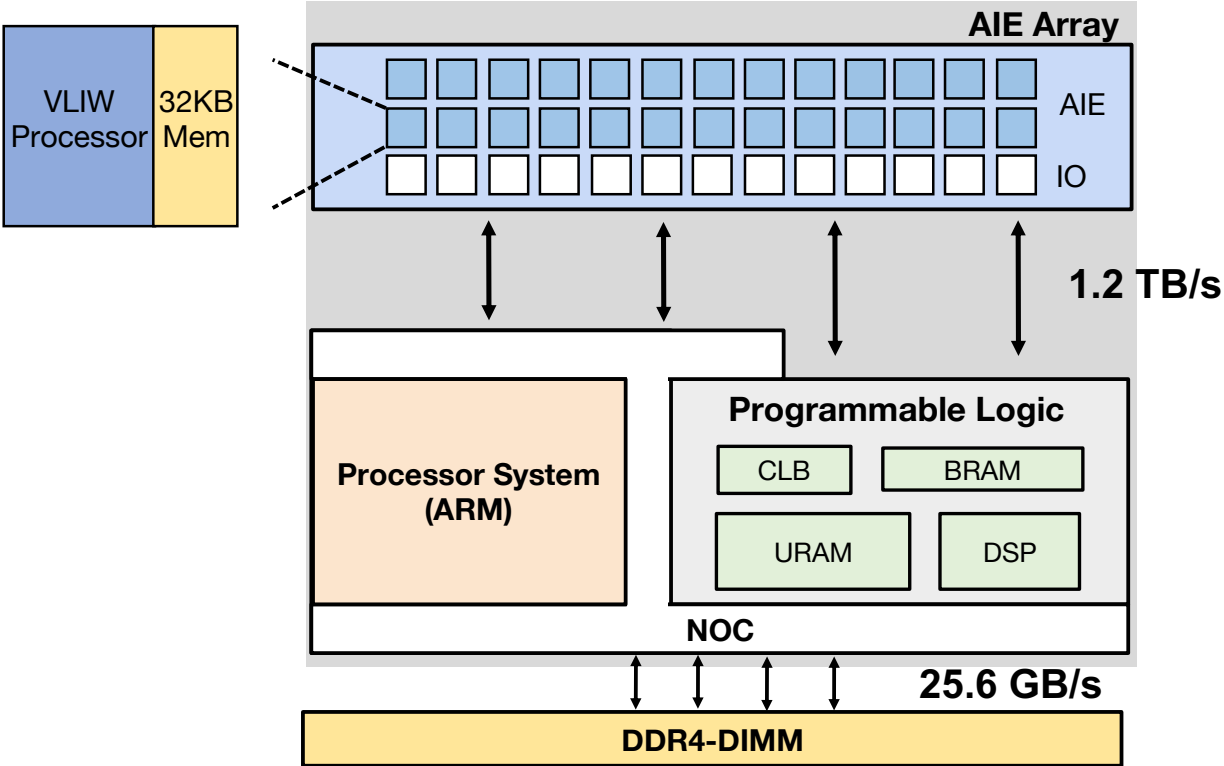 AIE Array
VLIW
Processor
32KB
Mem
AIE
IO
1.2 TB/s
Programmable Logic
CLB
BRAM
URAM
DSP
Processor System
(ARM)
NOC
25.6 GB/s
DDR4-DIMM